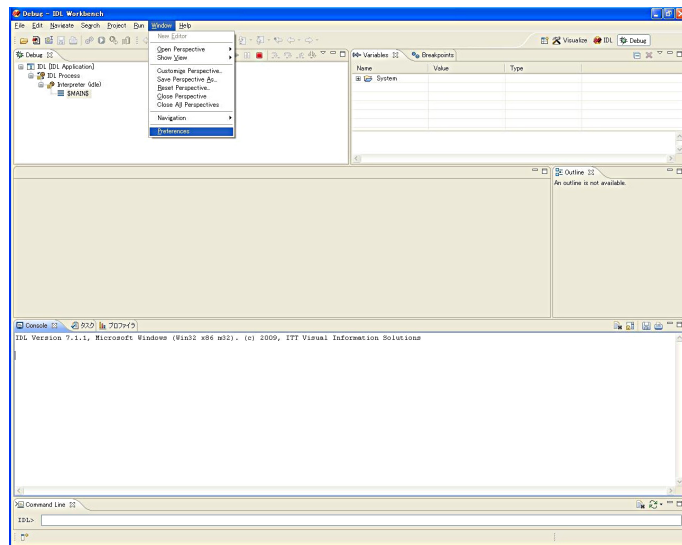 Debug - IDL Workbench
File Edit Navigate Search Project Run Window Help
New Editor
Open Perspective
Show View
Customize Perspective...
Save Perspective As...
Reset Perspective...
Close Perspective
Close All Perspectives
Navigation
Preferences
Visualize IDL Debug
Debug
IDL [IDL Application]
IDL Process
Interpreter (idle)
$MAIN$
Variables Breakpoints
Name Value Type
System
Outline
An outline is not available.
Console タスク プロファイラ
IDL Version 7.1.1, Microsoft Windows (Win32 x86 m32). (c) 2009, ITT Visual Information Solutions
Command Line
IDL>